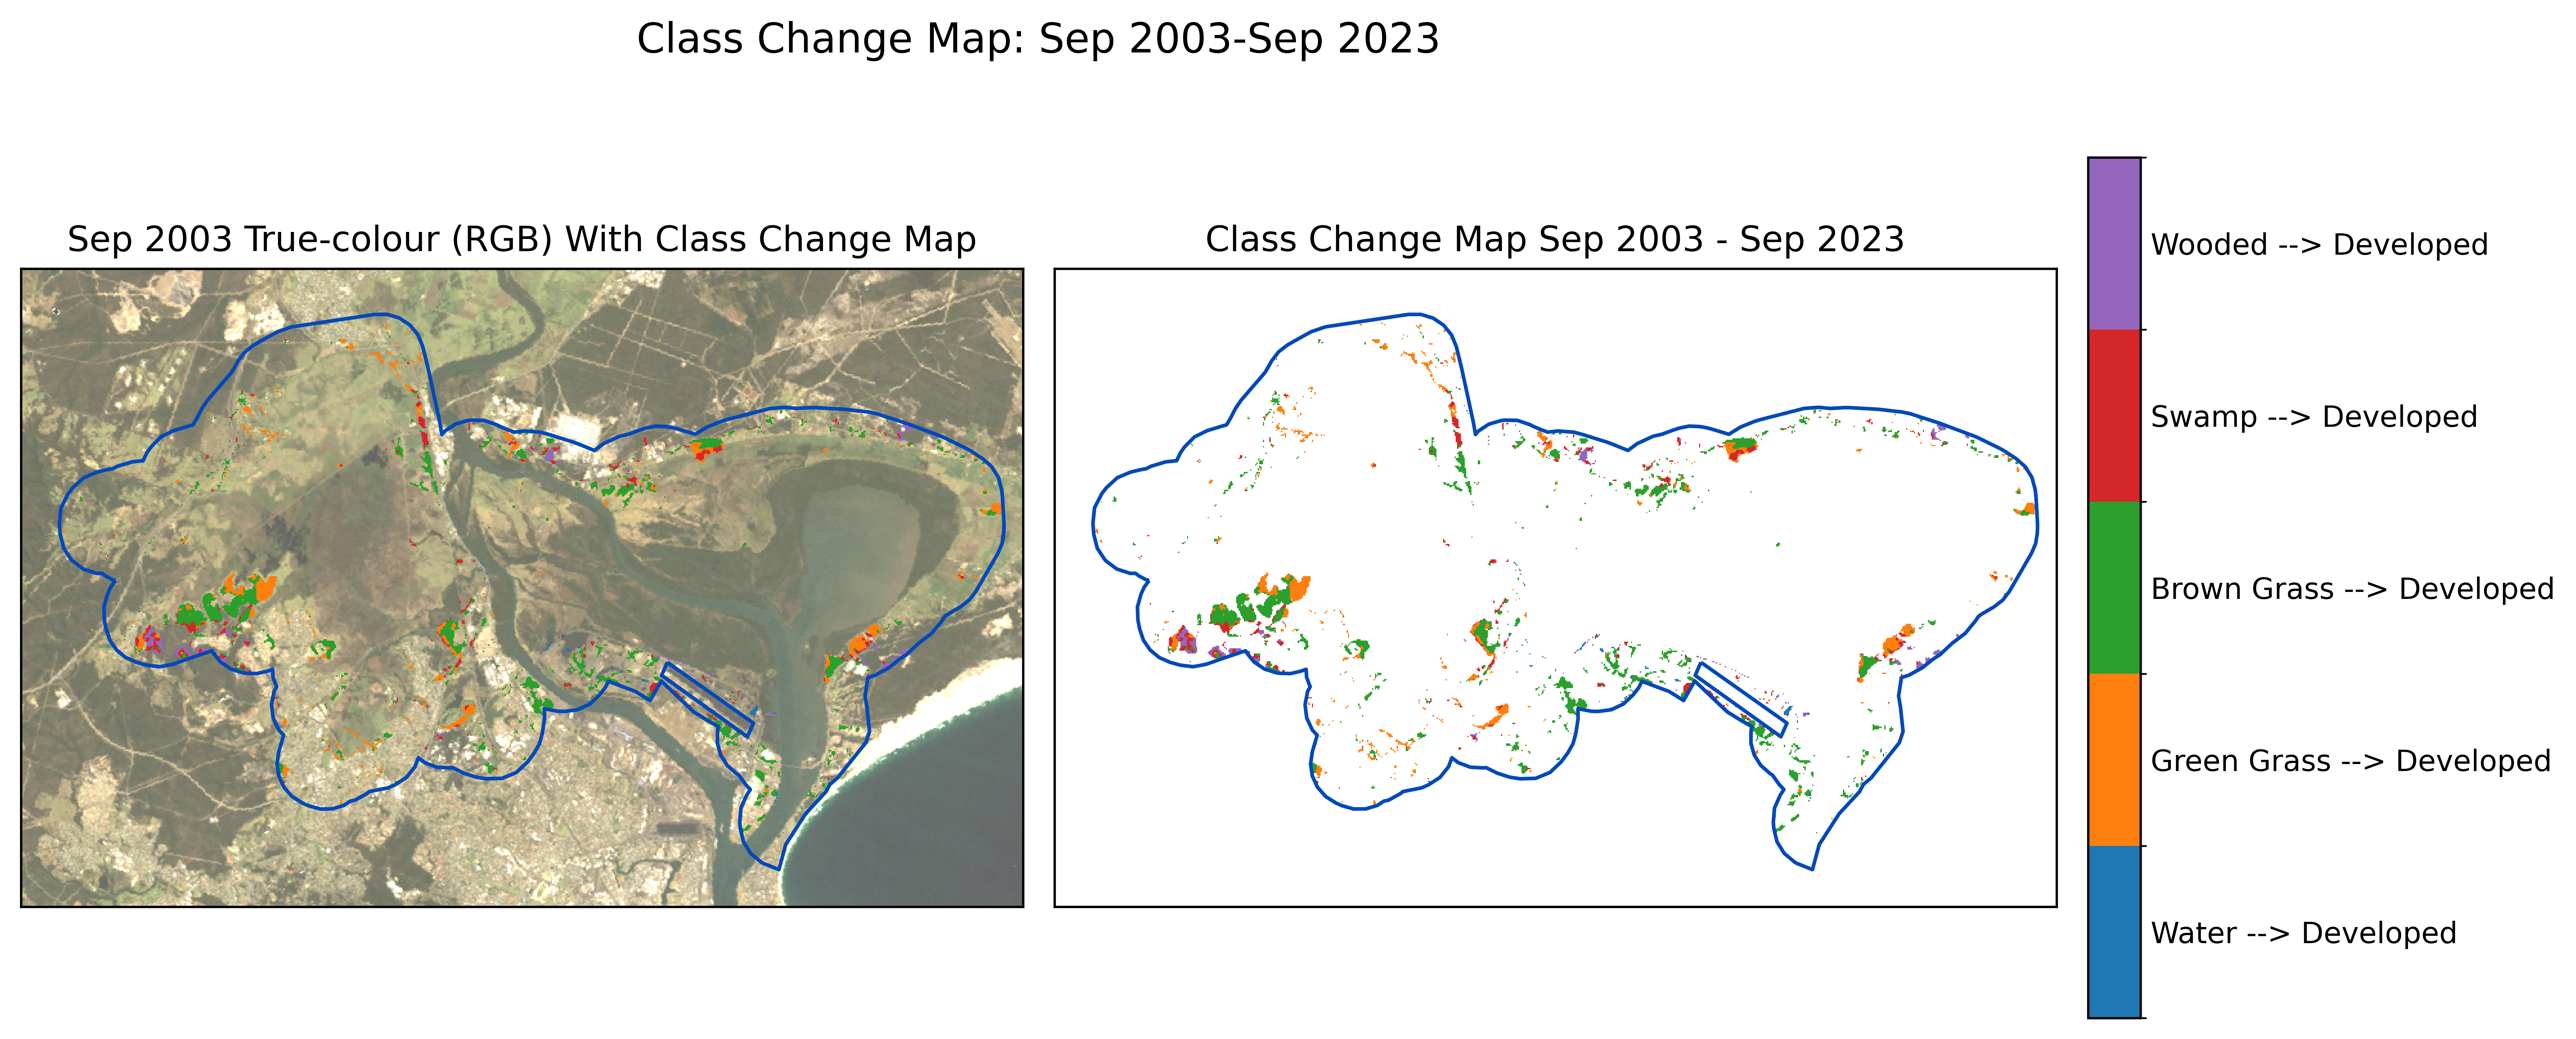 Class Change Map: Sep 2003-Sep 2023
Sep 2003 True-colour (RGB) With Class Change Map
Class Change Map Sep 2003 - Sep 2023
Wooded --> Developed
Swamp --> Developed
Brown Grass --> Developed
Green Grass --> Developed
Water --> Developed